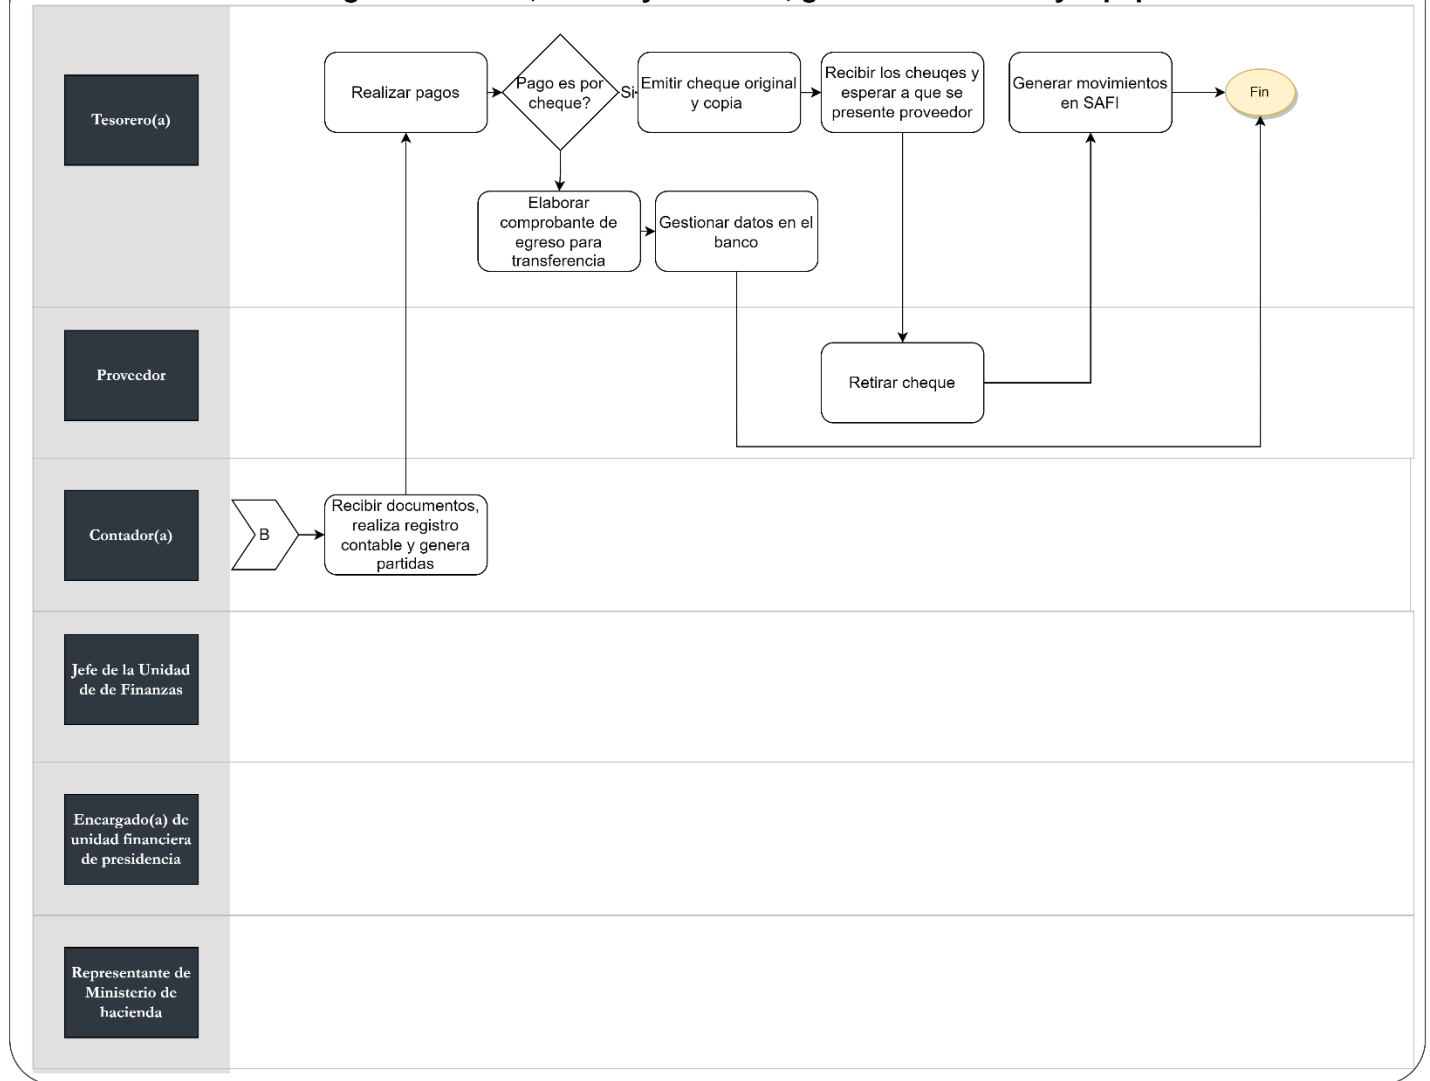 Tesorero(a)
Realizar pagos
Pago es por
cheque?
Si
Emitir cheque original
y copia
Recibir los cheuqes y
esperar a que se
presente proveedor
Generar movimientos
en SAFI
Fin
Elaborar
comprobante de
egreso para
transferencia
Gestionar datos en el
banco
Proveedor
Retirar cheque
Contador(a)
B
Recibir documentos,
realiza registro
contable y genera
partidas
Jefe de la Unidad
de de Finanzas
Encargado(a) de
unidad financiera
de presidencia
Representante de
Ministerio de
hacienda